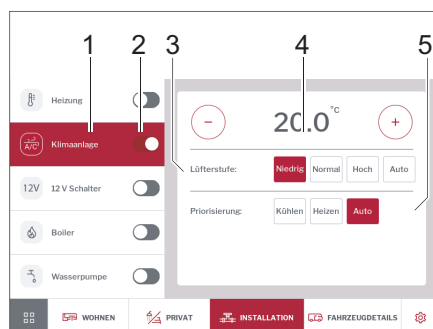 1 2 3 4 5
Heizung
Klimaanlage
A/C
12V 12 V Schalter
Boiler
Wasserpumpe
− 20.0 °C +
Lüfterstufe: Niedrig Normal Hoch Auto
Priorisierung: Kühlen Heizen Auto
WOHNEN PRIVAT INSTALLATION FAHRZEUGDETAILS